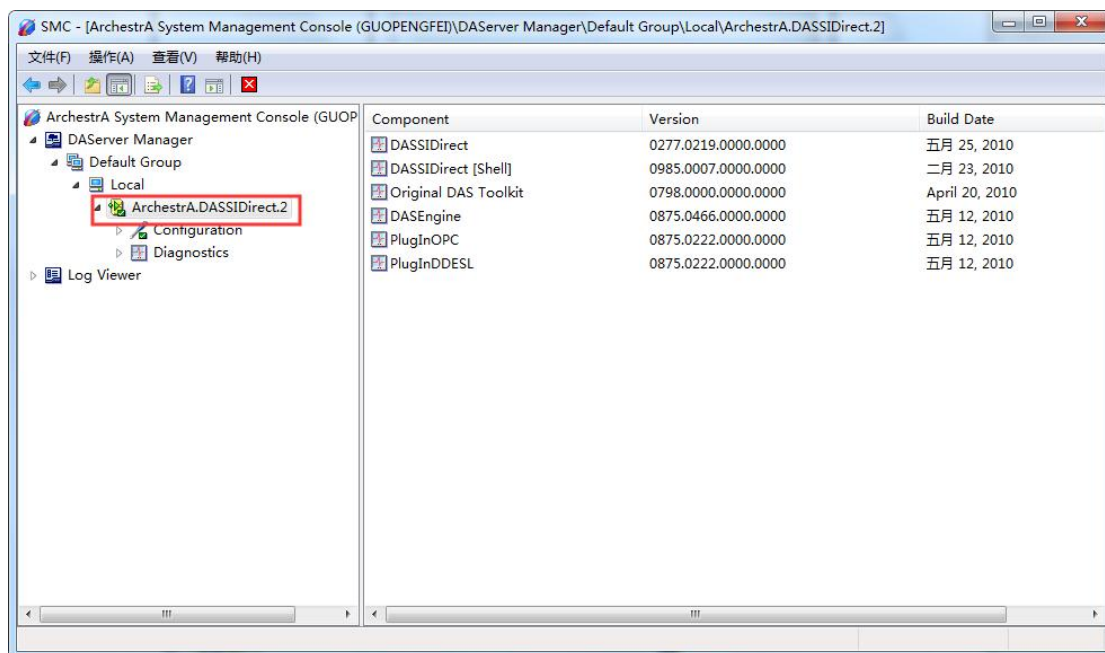 SMC - [ArchestrA System Management Console (GUOPENGFEI)\DAServer Manager\Default Group\Local\ArchestrA.DASSIDirect.2]
文件(F) 操作(A) 查看(V) 帮助(H)
ArchestrA System Management Console (GUOP
DAServer Manager
Default Group
Local
ArchestrA.DASSIDirect.2
Configuration
Diagnostics
Log Viewer
Component Version Build Date
DASSIDirect 0277.0219.0000.0000 五月 25, 2010
DASSIDirect [Shell] 0985.0007.0000.0000 二月 23, 2010
Original DAS Toolkit 0798.0000.0000.0000 April 20, 2010
DASEngine 0875.0466.0000.0000 五月 12, 2010
PlugInOPC 0875.0222.0000.0000 五月 12, 2010
PlugInDDESL 0875.0222.0000.0000 五月 12, 2010